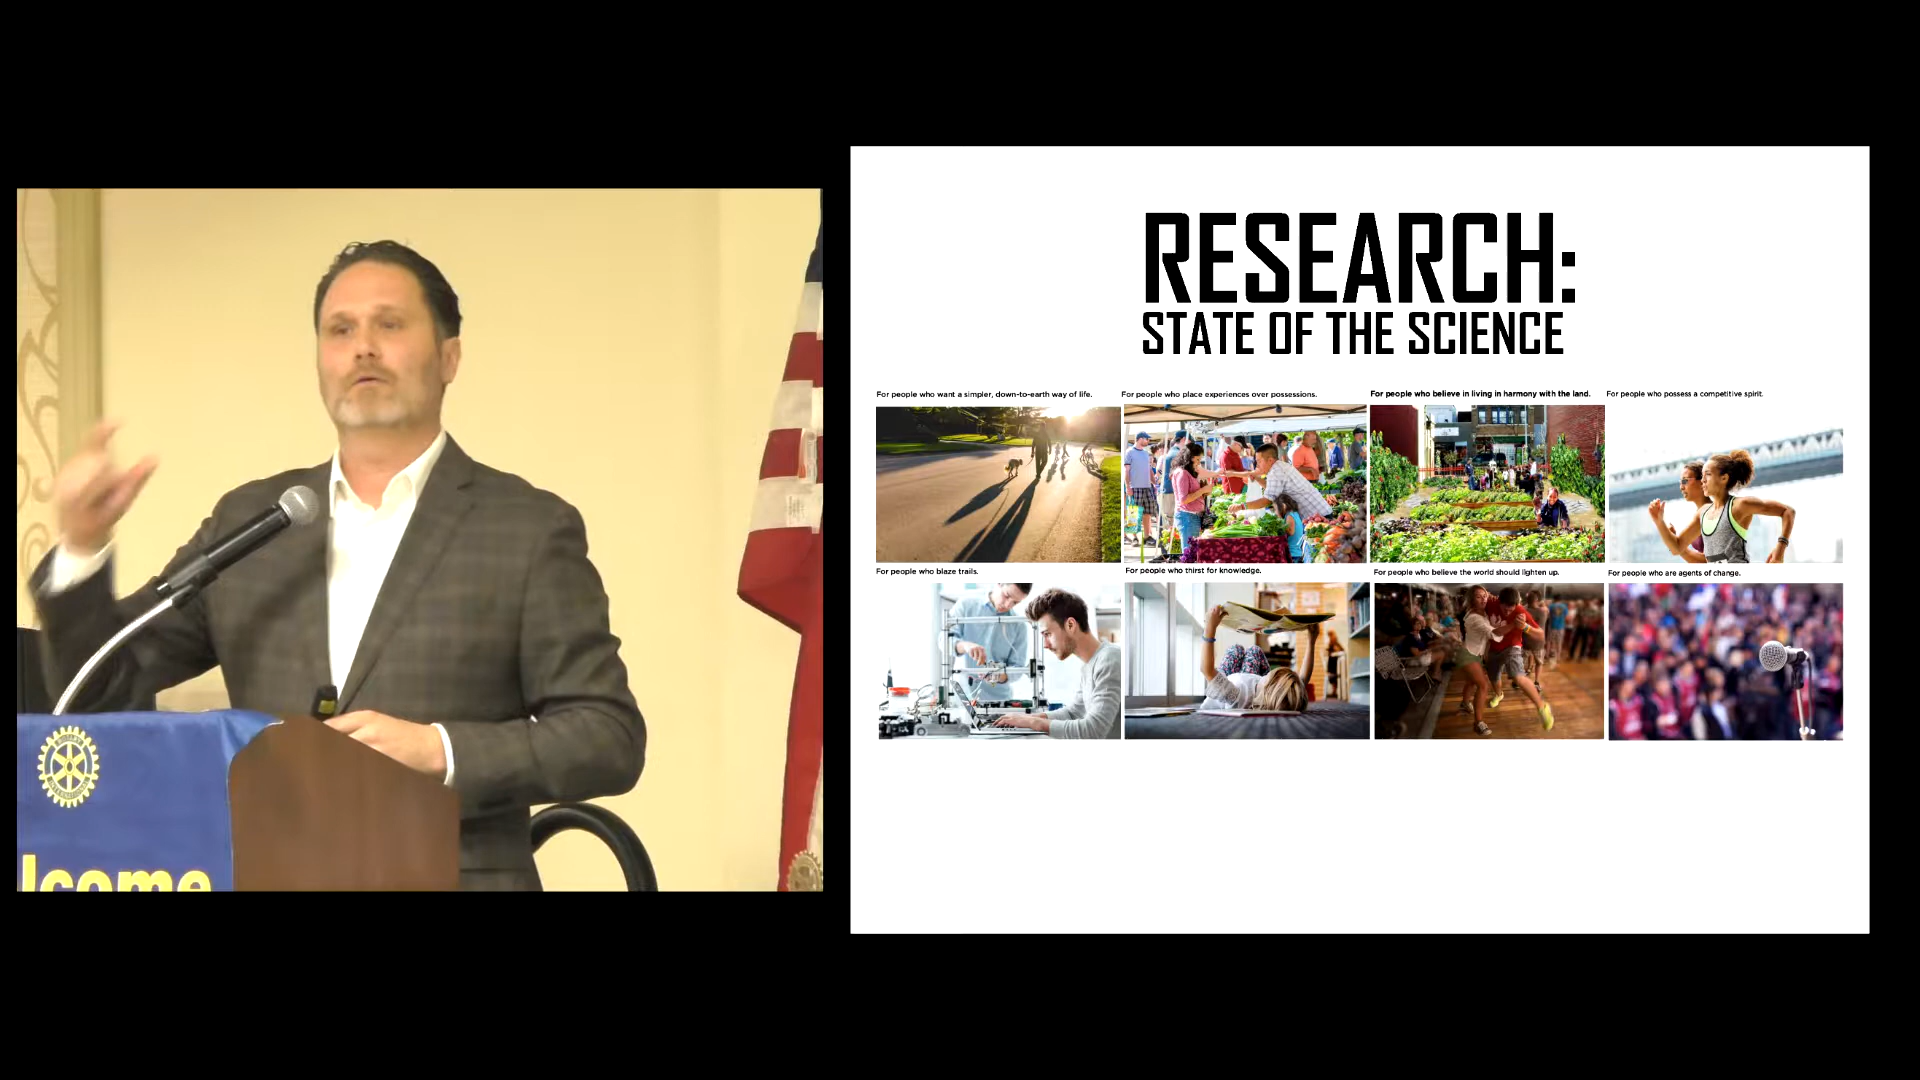 RESEARCH:
STATE OF THE SCIENCE
For people who want a simpler, down-to-earth way of life.
For people who place experiences over possessions.
For people who believe in living in harmony with the land.
For people who possess a competitive spirit.
For people who blaze trails.
For people who thirst for knowledge.
For people who believe the world should lighten up.
For people who are agents of change.
ROTARY
INTERNATIONAL
lcome